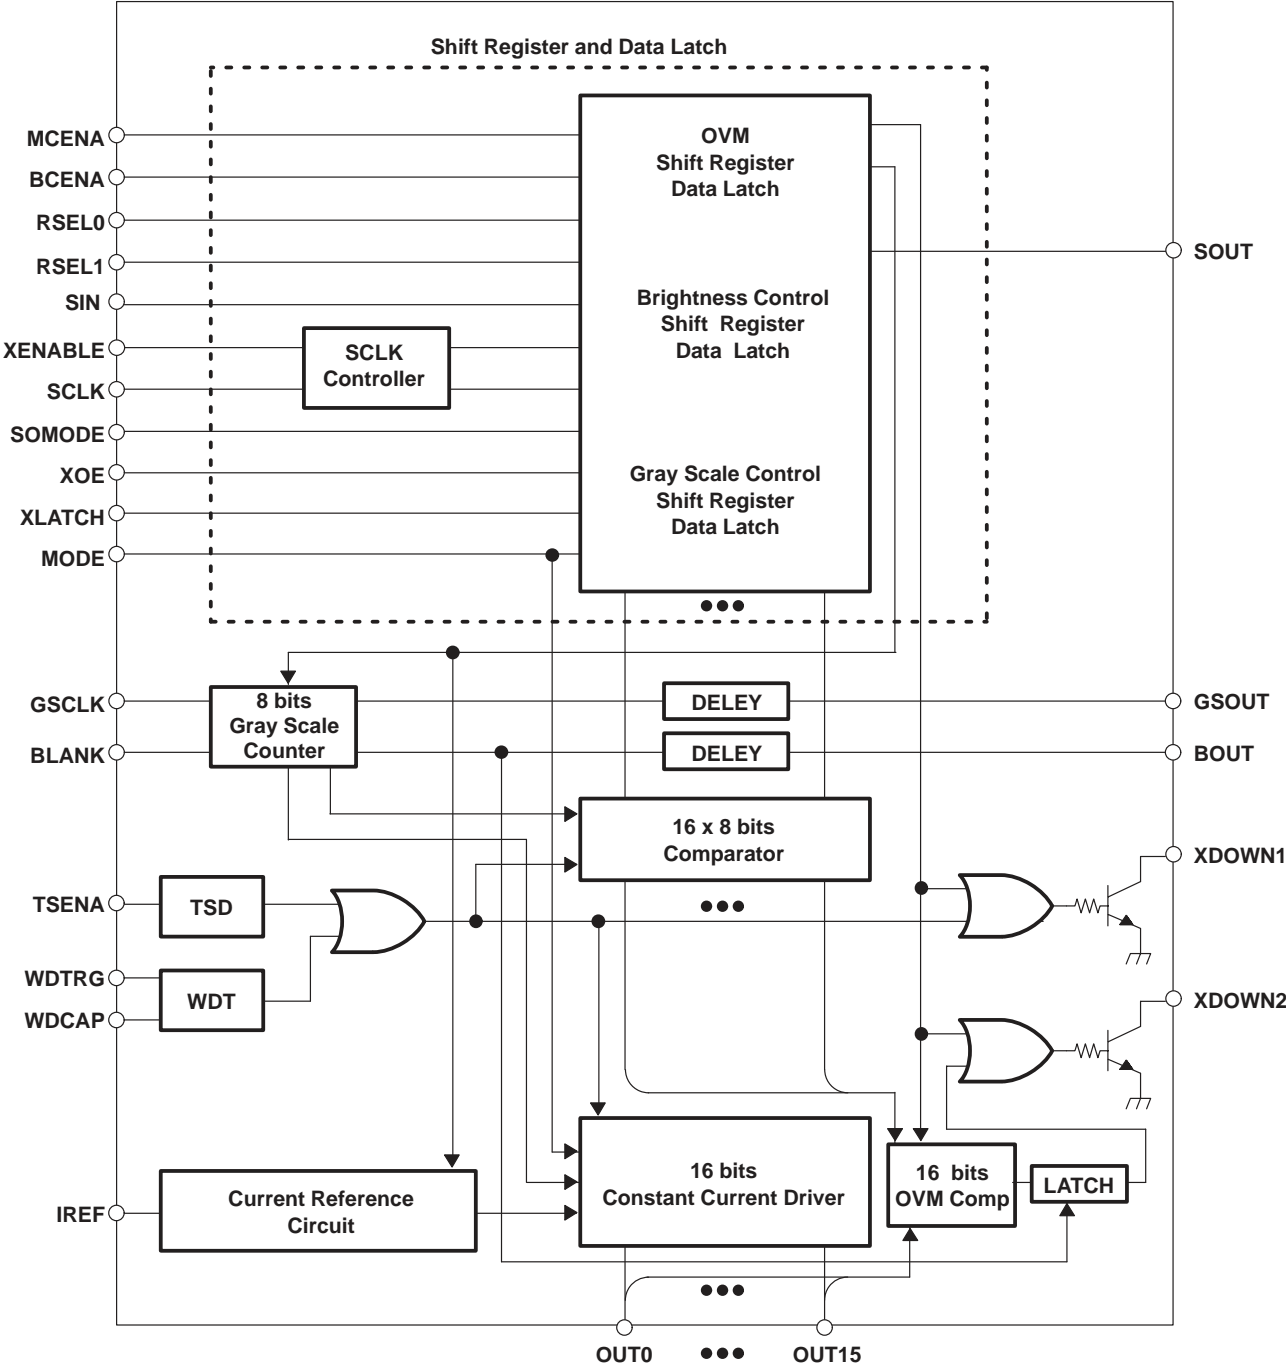 Shift Register and Data Latch
MCENA
BCENA
RSEL0
RSEL1
SIN
XENABLE
SCLK
SOMODE
XOE
XLATCH
MODE
SCLK
Controller
OVM
Shift Register
Data Latch
Brightness Control
Shift Register
Data Latch
Gray Scale Control
Shift Register
Data Latch
SOUT
GSCLK
BLANK
8 bits
Gray Scale
Counter
DELEY
DELEY
GSOUT
BOUT
16 x 8 bits
Comparator
XDOWN1
TSENA
TSD
WDTRG
WDCAP
WDT
XDOWN2
IREF
Current Reference
Circuit
16 bits
Constant Current Driver
16 bits
OVM Comp
LATCH
OUT0
OUT15